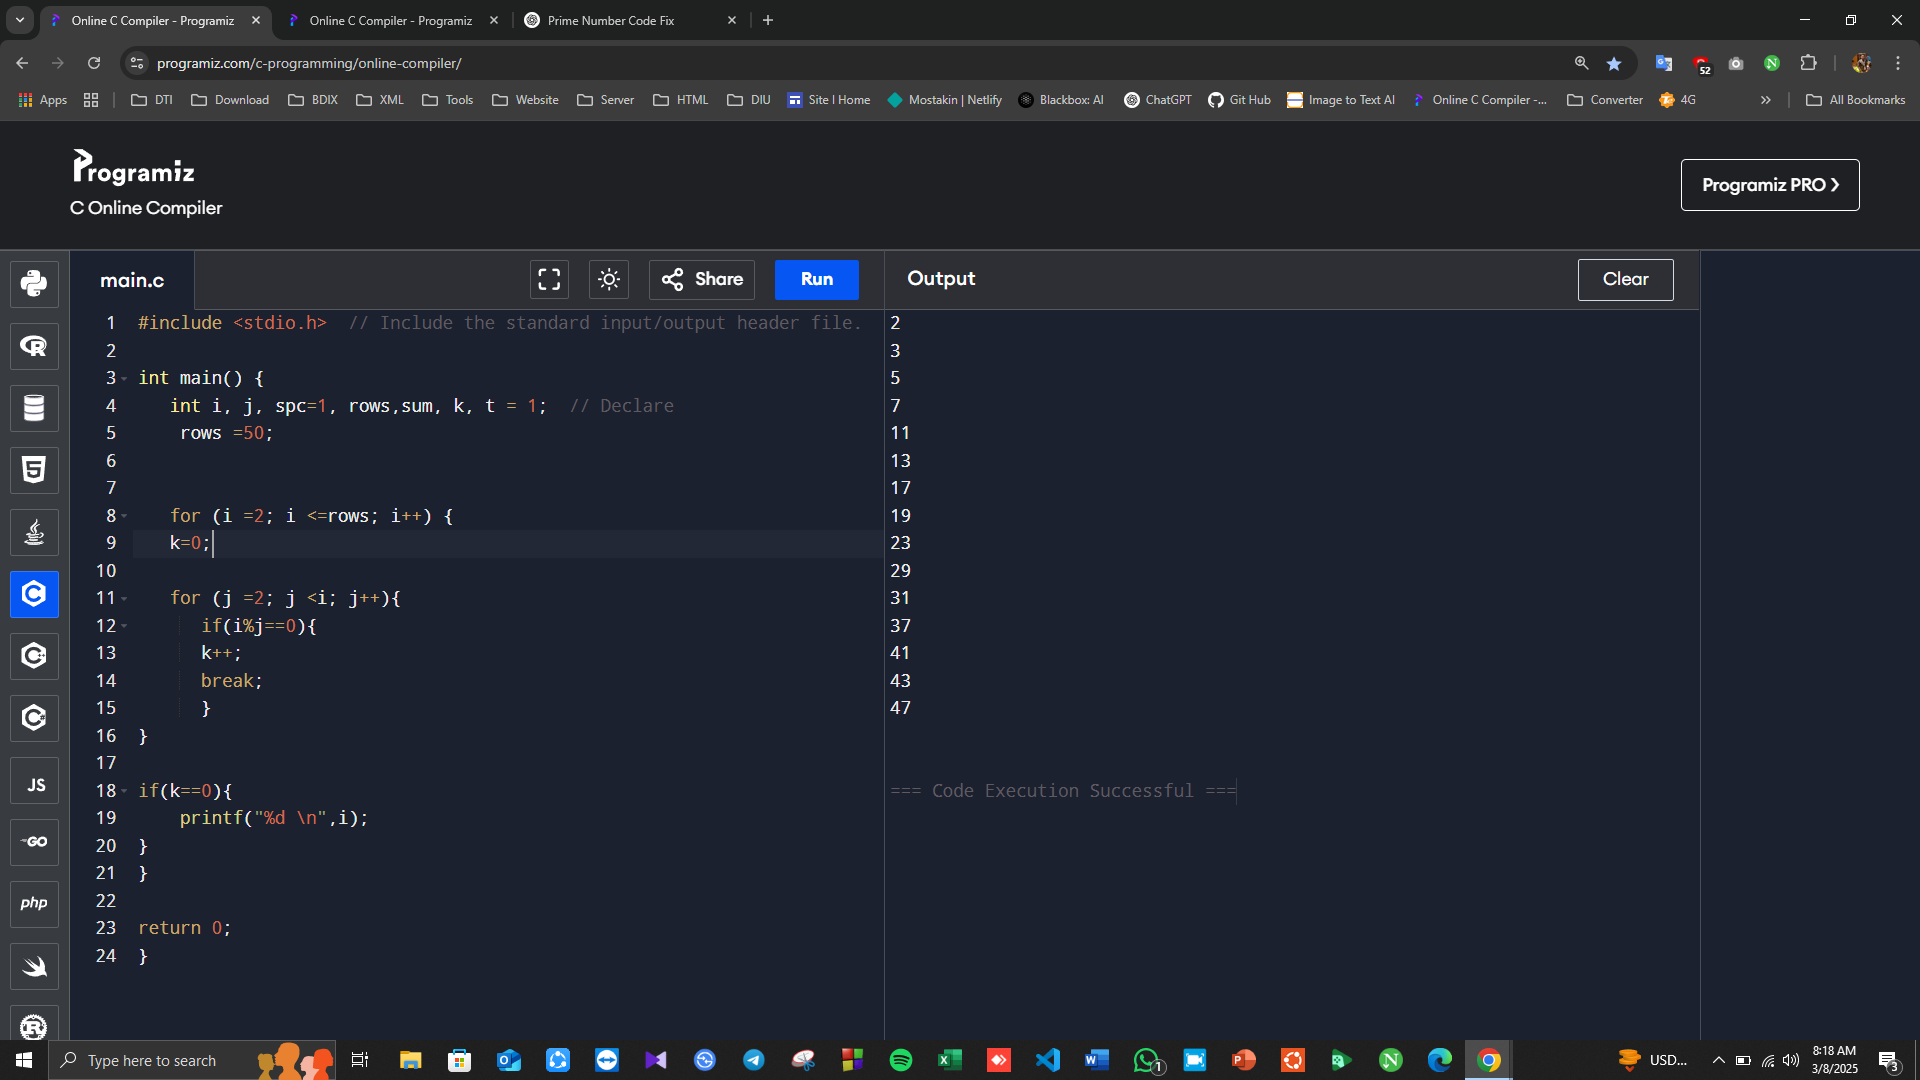 Online C Compiler - Programiz
Online C Compiler - Programiz
Prime Number Code Fix
programiz.com/c-programming/online-compiler/
52
Apps
DTI
Download
BDIX
XML
Tools
Website
Server
HTML
DIU
Site I Home
Mostakin | Netlify
Blackbox: AI
ChatGPT
Git Hub
Image to Text AI
Online C Compiler -...
Converter
4G
All Bookmarks
Programiz
C Online Compiler
Programiz PRO
main.c
Share
Run
Output
Clear
1 #include <stdio.h>  // Include the standard input/output header file.
2
3 int main() {
4    int i, j, spc=1, rows,sum, k, t = 1;  // Declare
5     rows =50;
6
7
8    for (i =2; i <=rows; i++) {
9    k=0;
10
11    for (j =2; j <i; j++){
12       if(i%j==0){
13       k++;
14       break;
15       }
16 }
17
18 if(k==0){
19     printf("%d \n",i);
20 }
21 }
22
23 return 0;
24 }
2
3
5
7
11
13
17
19
23
29
31
37
41
43
47
=== Code Execution Successful ===
JS
GO
php
Type here to search
1
USD...
8:18 AM
3/8/2025
3